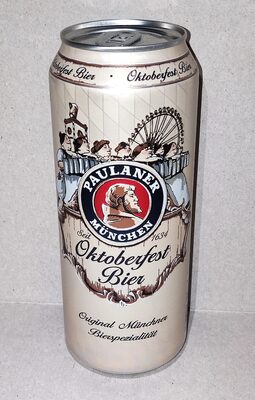 Oktoberfest Bier · Oktoberfest Bier
PAULANER
MÜNCHEN
Seit 1634
Oktoberfest
Bier
Original Münchner
Bierspezialität